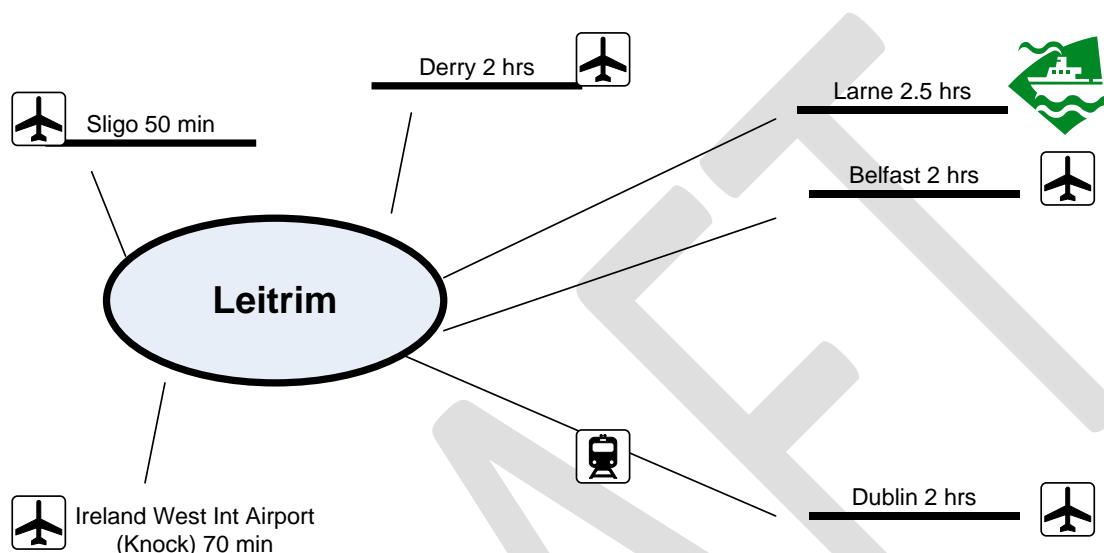 Derry 2 hrs
Larne 2.5 hrs
Sligo 50 min
Belfast 2 hrs
Leitrim
Dublin 2 hrs
Ireland West Int Airport
(Knock) 70 min